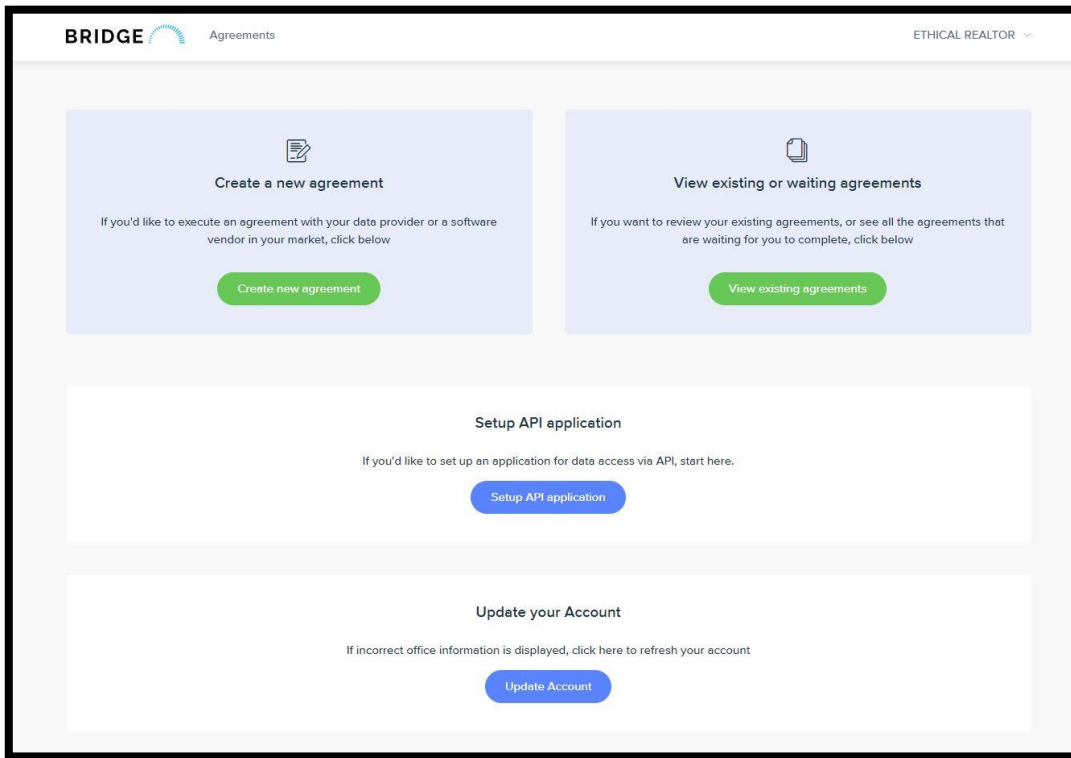 BRIDGE Agreements ETHICAL REALTOR
Create a new agreement
If you'd like to execute an agreement with your data provider or a software
vendor in your market, click below
Create new agreement
View existing or waiting agreements
If you want to review your existing agreements, or see all the agreements that
are waiting for you to complete, click below
View existing agreements
Setup API application
If you'd like to set up an application for data access via API, start here.
Setup API application
Update your Account
If incorrect office information is displayed, click here to refresh your account
Update Account